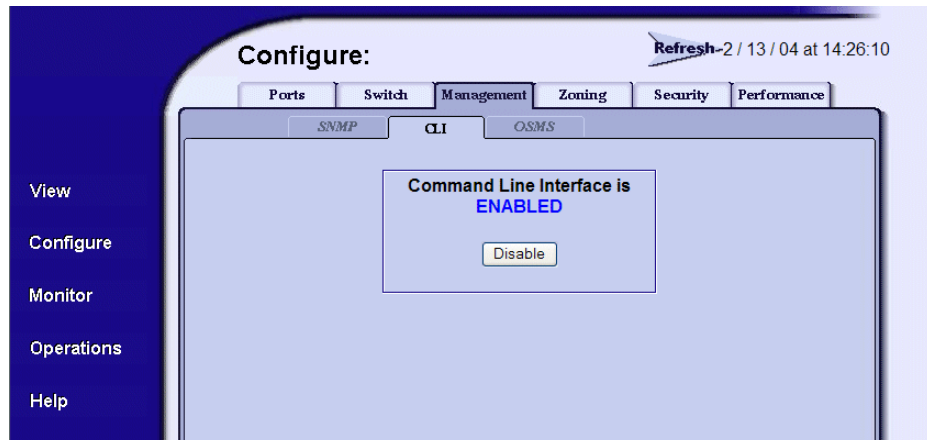 Configure:
Refresh-2 / 13 / 04 at 14:26:10
Ports Switch Management Zoning Security Performance
SNMP CLI OSMS
Command Line Interface is
ENABLED
Disable
View
Configure
Monitor
Operations
Help